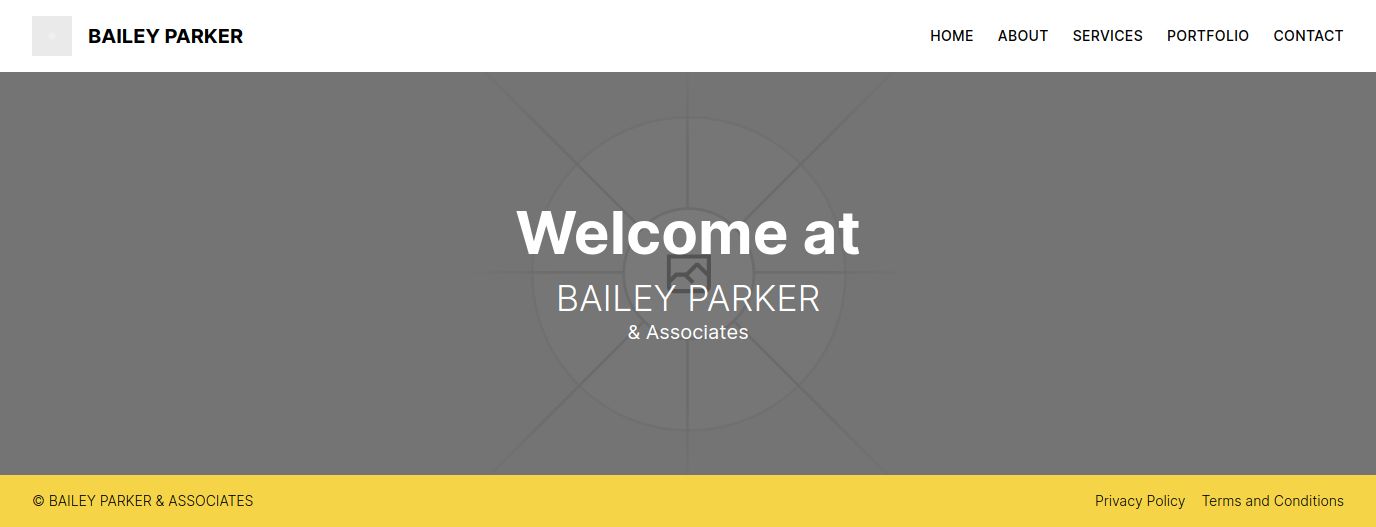 BAILEY PARKER
HOME ABOUT SERVICES PORTFOLIO CONTACT
Welcome at
BAILEY PARKER
& Associates
© BAILEY PARKER & ASSOCIATES
Privacy Policy Terms and Conditions